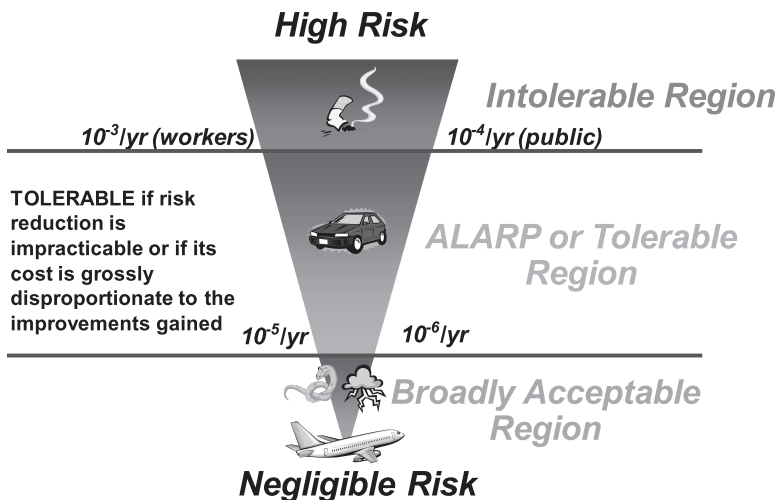 High Risk
Intolerable Region
10⁻³/yr (workers)
10⁻⁴/yr (public)
TOLERABLE if risk
reduction is
impracticable or if its
cost is grossly
disproportionate to the
improvements gained
ALARP or Tolerable
Region
10⁻⁵/yr
10⁻⁶/yr
Broadly Acceptable
Region
Negligible Risk